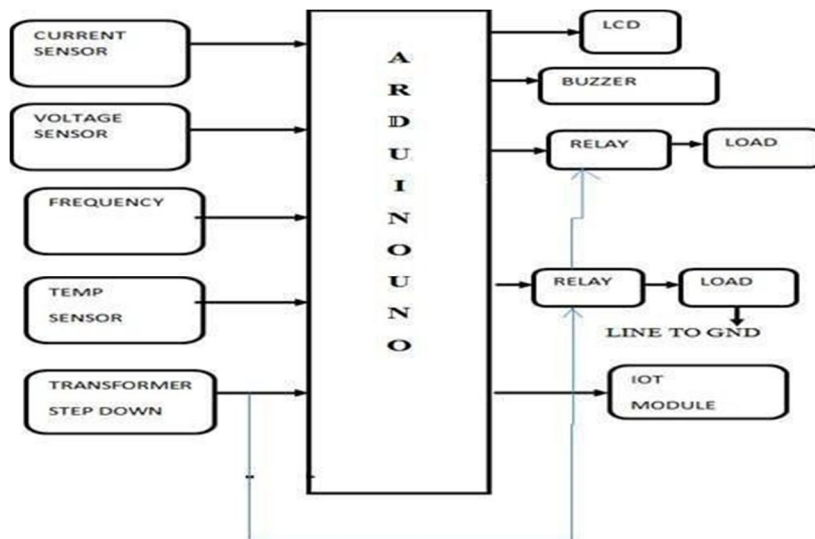 CURRENT
SENSOR
VOLTAGE
SENSOR
FREQUENCY
TEMP
SENSOR
TRANSFORMER
STEP DOWN
A
R
D
U
I
N
O
U
N
O
LCD
BUZZER
RELAY
LOAD
RELAY
LOAD
LINE TO GND
IOT
MODULE